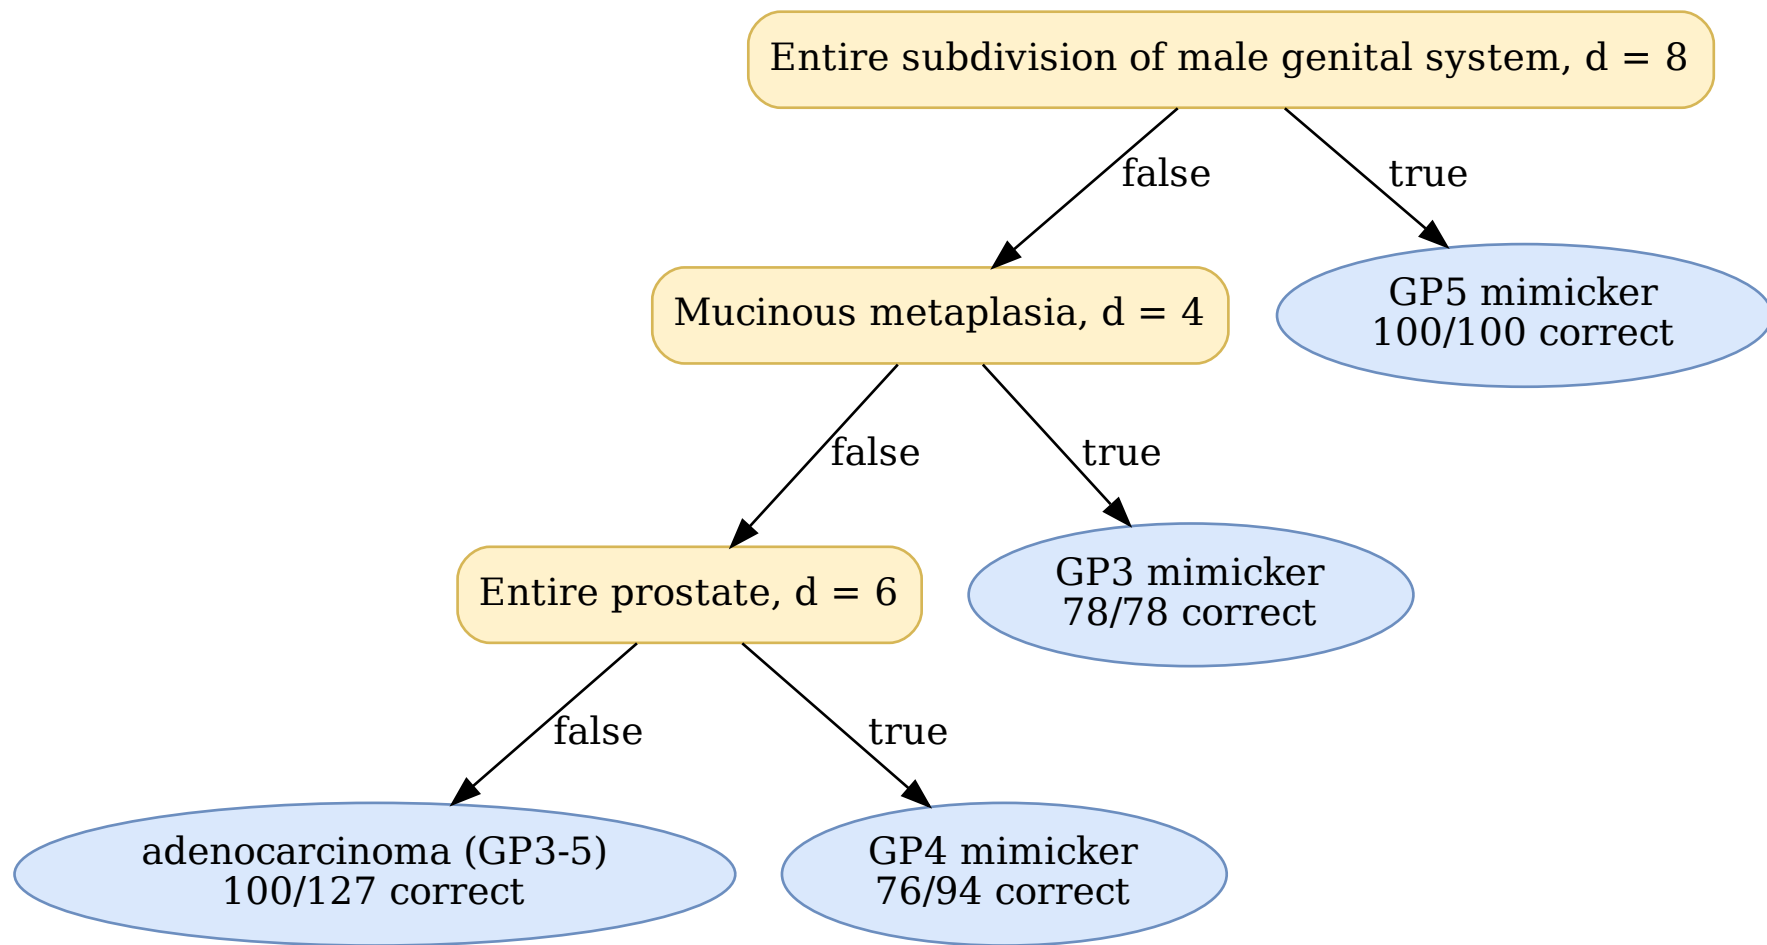 Entire subdivision of male genital system, d = 8
false
true
Mucinous metaplasia, d = 4
GP5 mimicker
100/100 correct
false
true
Entire prostate, d = 6
GP3 mimicker
78/78 correct
false
true
adenocarcinoma (GP3-5)
100/127 correct
GP4 mimicker
76/94 correct